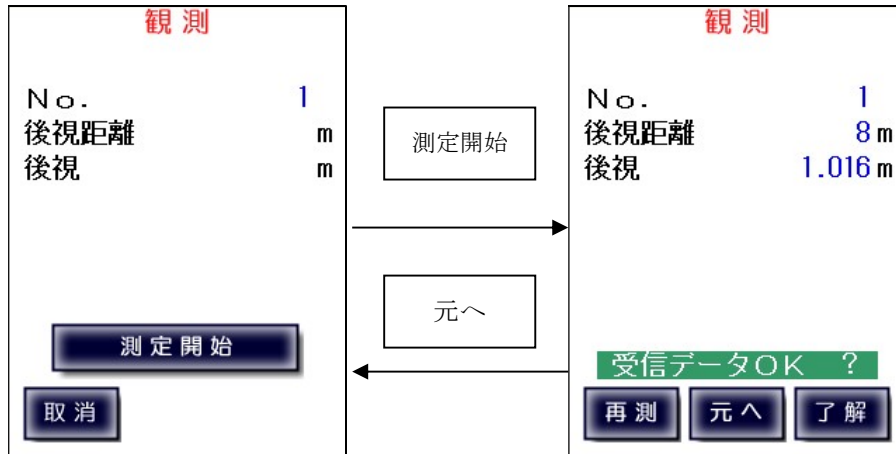 観測
No. 1
後視距離 m
後視 m
測定開始
取消
測定開始
元へ
観測
No. 1
後視距離 8m
後視 1.016m
受信データOK ?
再測 元へ 了解